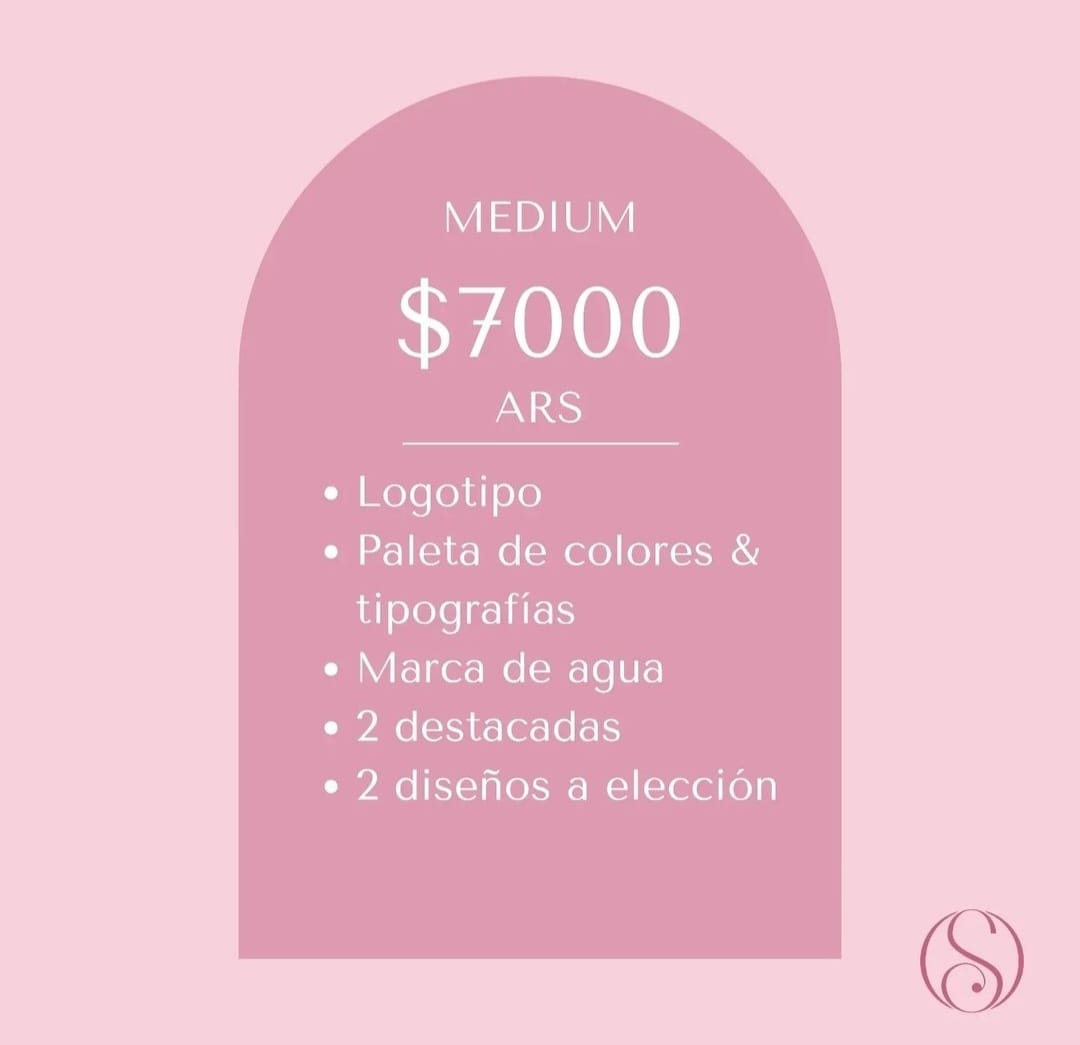 MEDIUM
$7000
ARS
• Logotipo
• Paleta de colores &
tipografías
• Marca de agua
• 2 destacadas
• 2 diseños a elección